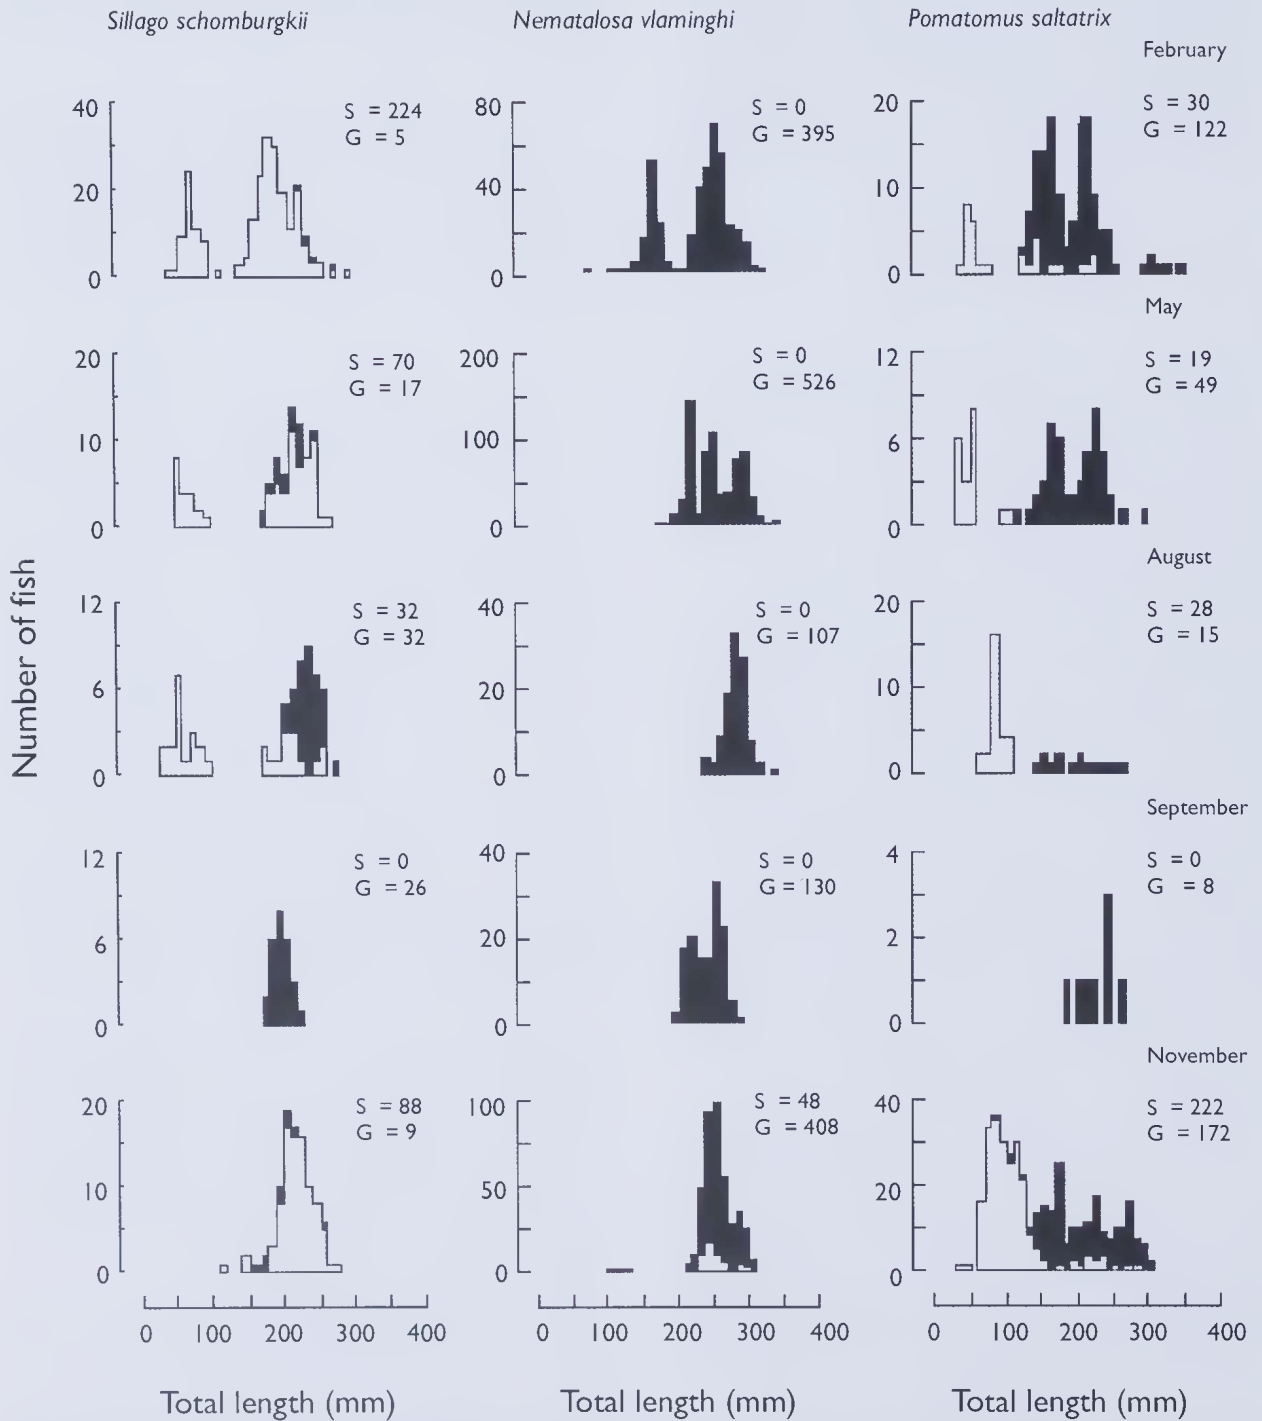 Sillago schomburgkii Nematalosa vlaminghi Pomatomus saltatrix
February
40 20 0
S = 224
G = 5
80 40 0
S = 0
G = 395
20 10 0
S = 30
G = 122
May
20 10 0
S = 70
G = 17
200 100 0
S = 0
G = 526
12 6 0
S = 19
G = 49
August
12 6 0
S = 32
G = 32
40 20 0
S = 0
G = 107
20 10 0
S = 28
G = 15
September
12 6 0
S = 0
G = 26
40 20 0
S = 0
G = 130
4 2 0
S = 0
G = 8
November
20 10 0
S = 88
G = 9
100 50 0
S = 48
G = 408
40 20 0
S = 222
G = 172
Number of fish
0 100 200 300 400 0 100 200 300 400 0 100 200 300 400
Total length (mm) Total length (mm) Total length (mm)